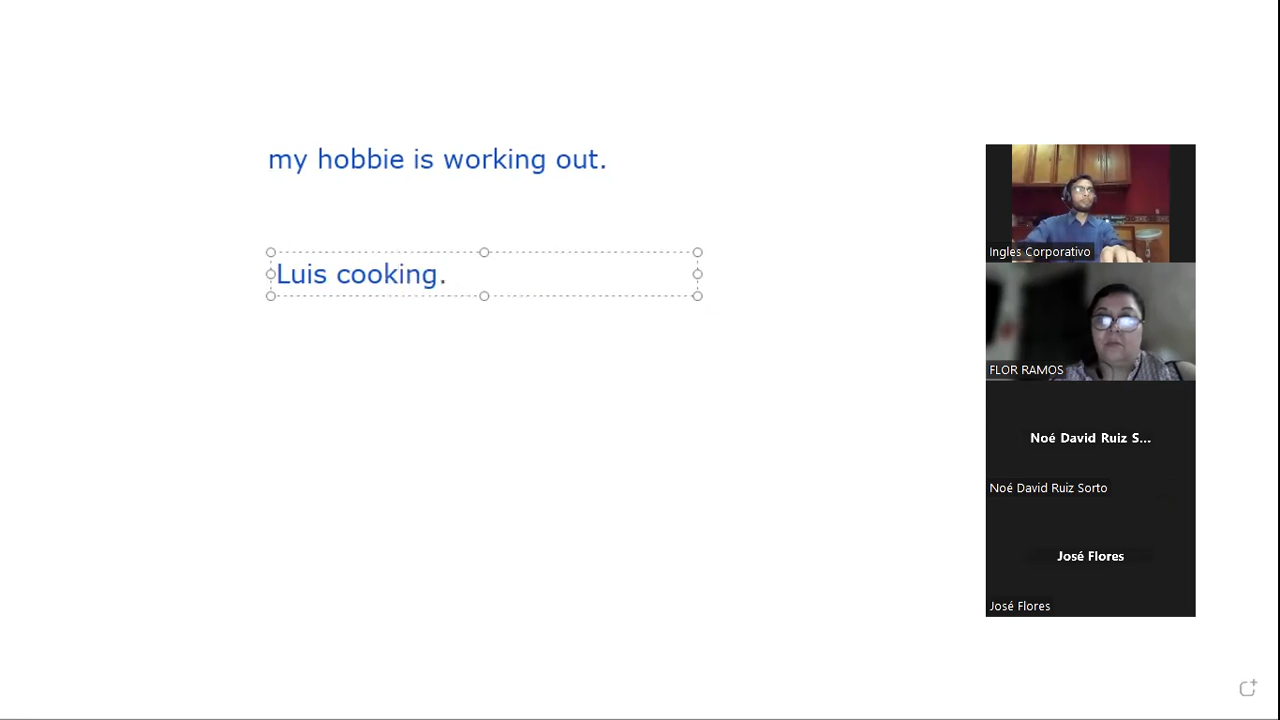 my hobbie is working out.
Luis cooking.
Ingles Corporativo
FLOR RAMOS
Noé David Ruiz S...
Noé David Ruiz Sorto
José Flores
José Flores